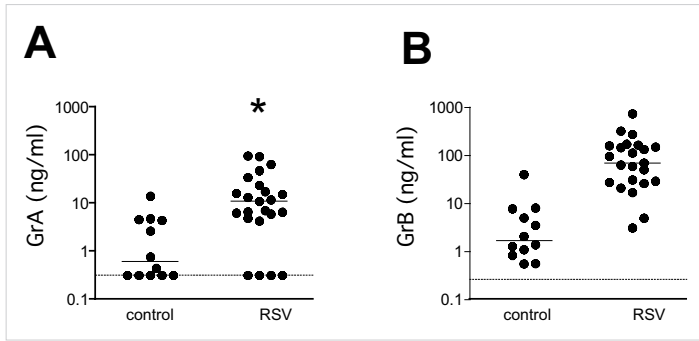 A
GrA (ng/ml)
1000
100
10
1
0.1
*
control
RSV
B
GrB (ng/ml)
1000
100
10
1
0.1
control
RSV